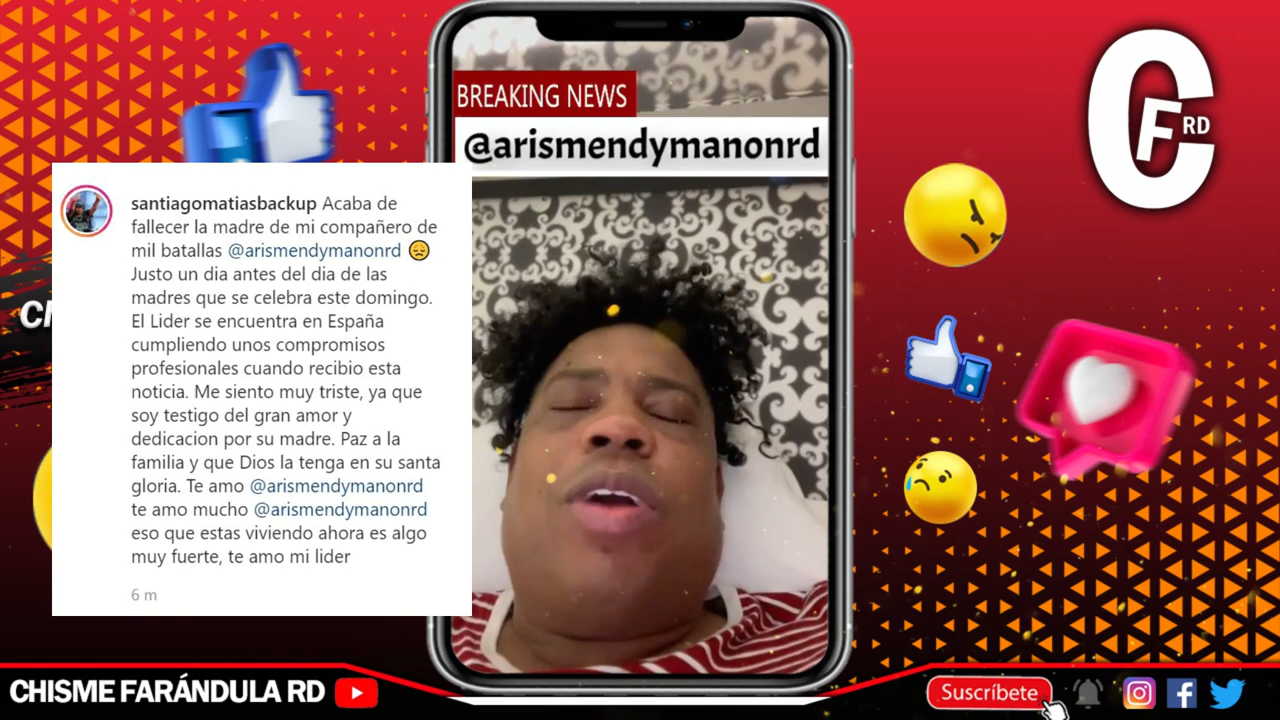 BREAKING NEWS
@arismendymanonrd
CF RD
santiagomatiasbackup Acaba de
fallecer la madre de mi compañero de
mil batallas @arismendymanonrd 😞
Justo un dia antes del dia de las
madres que se celebra este domingo.
El Lider se encuentra en España
cumpliendo unos compromisos
profesionales cuando recibio esta
noticia. Me siento muy triste, ya que
soy testigo del gran amor y
dedicacion por su madre. Paz a la
familia y que Dios la tenga en su santa
gloria. Te amo @arismendymanonrd
te amo mucho @arismendymanonrd
eso que estas viviendo ahora es algo
muy fuerte, te amo mi lider
6 m
CHISME FARÁNDULA RD
Suscríbete